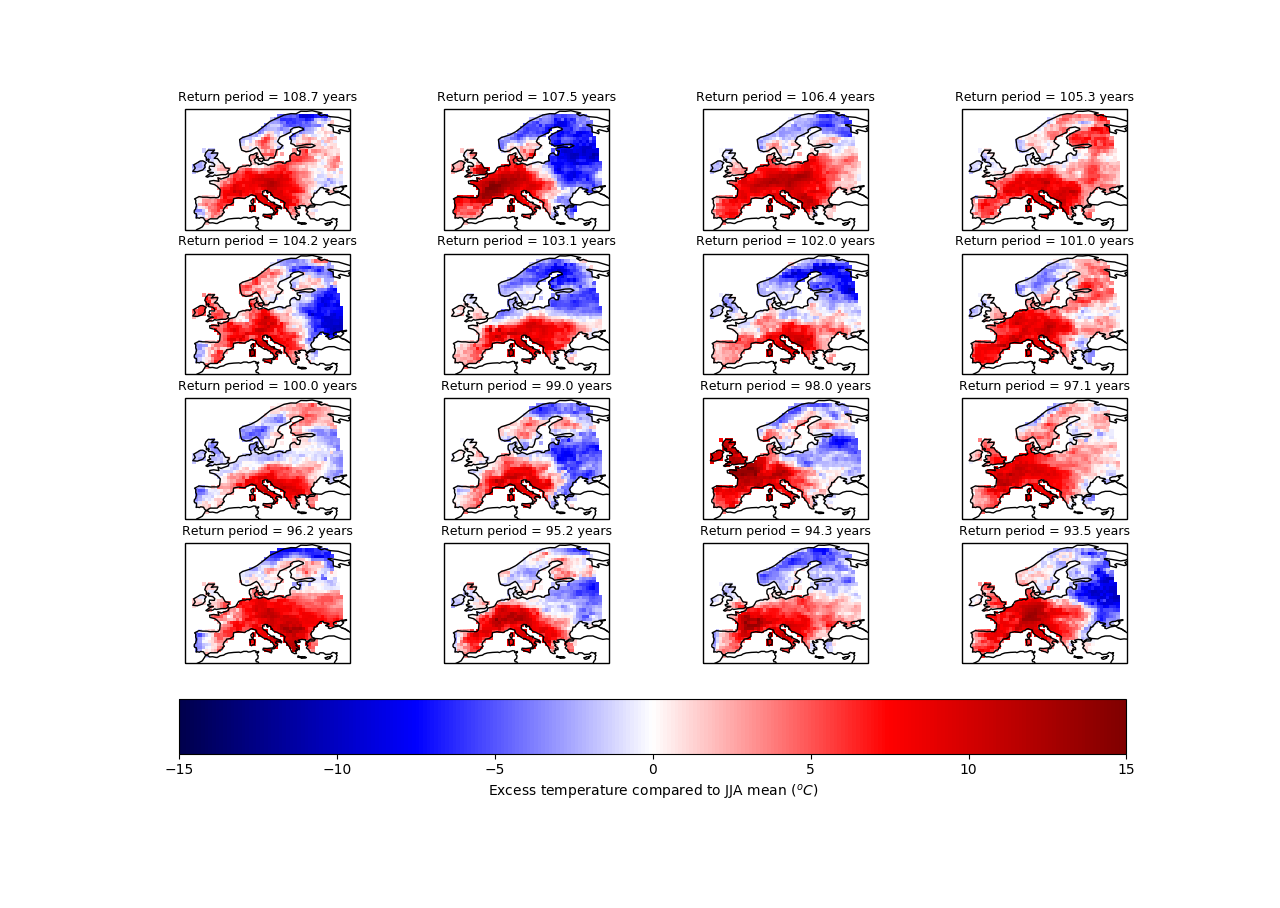 Return period = 108.7 years
Return period = 107.5 years
Return period = 106.4 years
Return period = 105.3 years
Return period = 104.2 years
Return period = 103.1 years
Return period = 102.0 years
Return period = 101.0 years
Return period = 100.0 years
Return period = 99.0 years
Return period = 98.0 years
Return period = 97.1 years
Return period = 96.2 years
Return period = 95.2 years
Return period = 94.3 years
Return period = 93.5 years
−15 −10 −5 0 5 10 15
Excess temperature compared to JJA mean (°C)